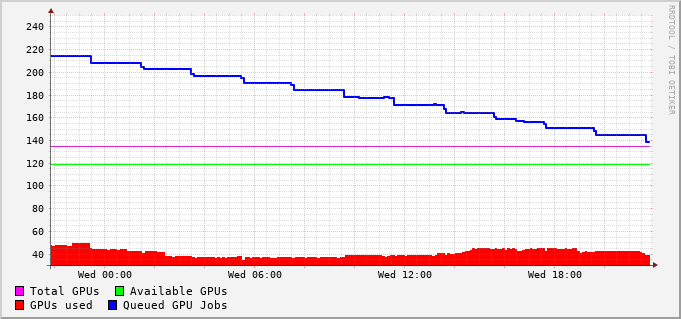 RRDTOOL / TOBI OETIKER
240
220
200
180
160
140
120
100
80
60
40
Wed 00:00 Wed 06:00 Wed 12:00 Wed 18:00
Total GPUs Available GPUs
GPUs used Queued GPU Jobs